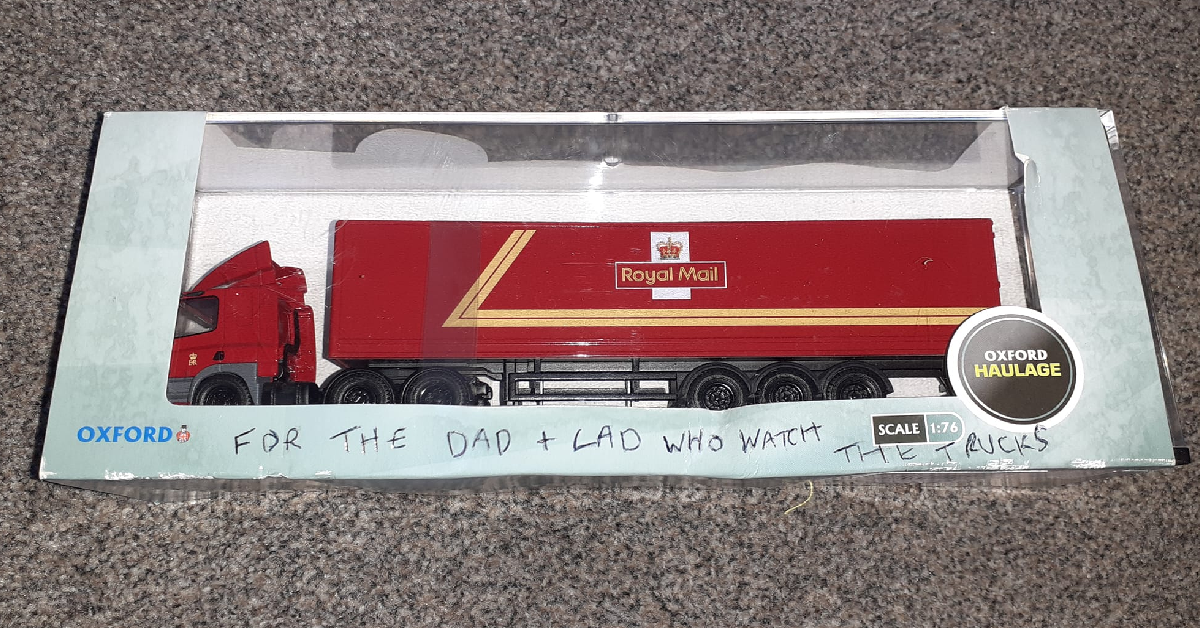 Royal Mail
OXFORD
HAULAGE
OXFORD
SCALE 1:76
FOR THE DAD + LAD WHO WATCH THE TRUCKS